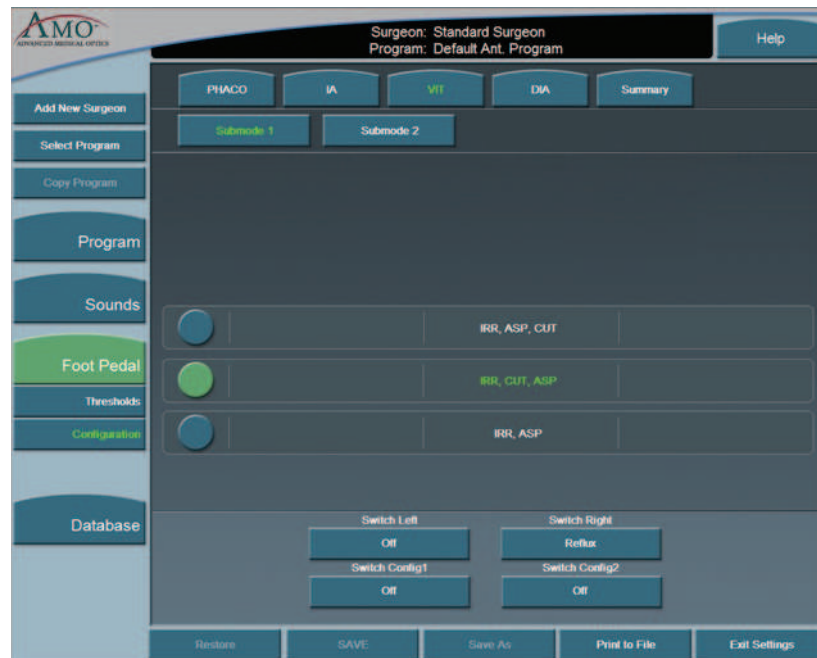 AMO
ADVANCED MEDICAL OPTICS
Surgeon: Standard Surgeon
Program: Default Ant. Program
Help
PHACO IA VIT DIA Summary
Submode 1 Submode 2
Add New Surgeon
Select Program
Copy Program
Program
Sounds
Foot Pedal
Thresholds
Configuration
Database
IRR, ASP, CUT
IRR, CUT, ASP
IRR, ASP
Switch Left Switch Right
Off Reflux
Switch Config1 Switch Config2
Off Off
Restore SAVE Save As Print to File Exit Settings